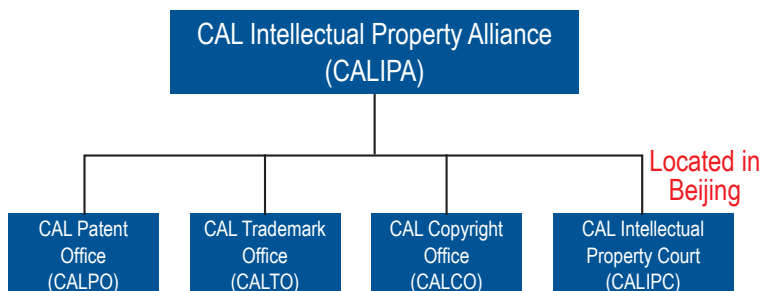 CAL Intellectual Property Alliance
(CALIPA)
Located in
Beijing
CAL Patent
Office
(CALPO)
CAL Trademark
Office
(CALTO)
CAL Copyright
Office
(CALCO)
CAL Intellectual
Property Court
(CALIPC)